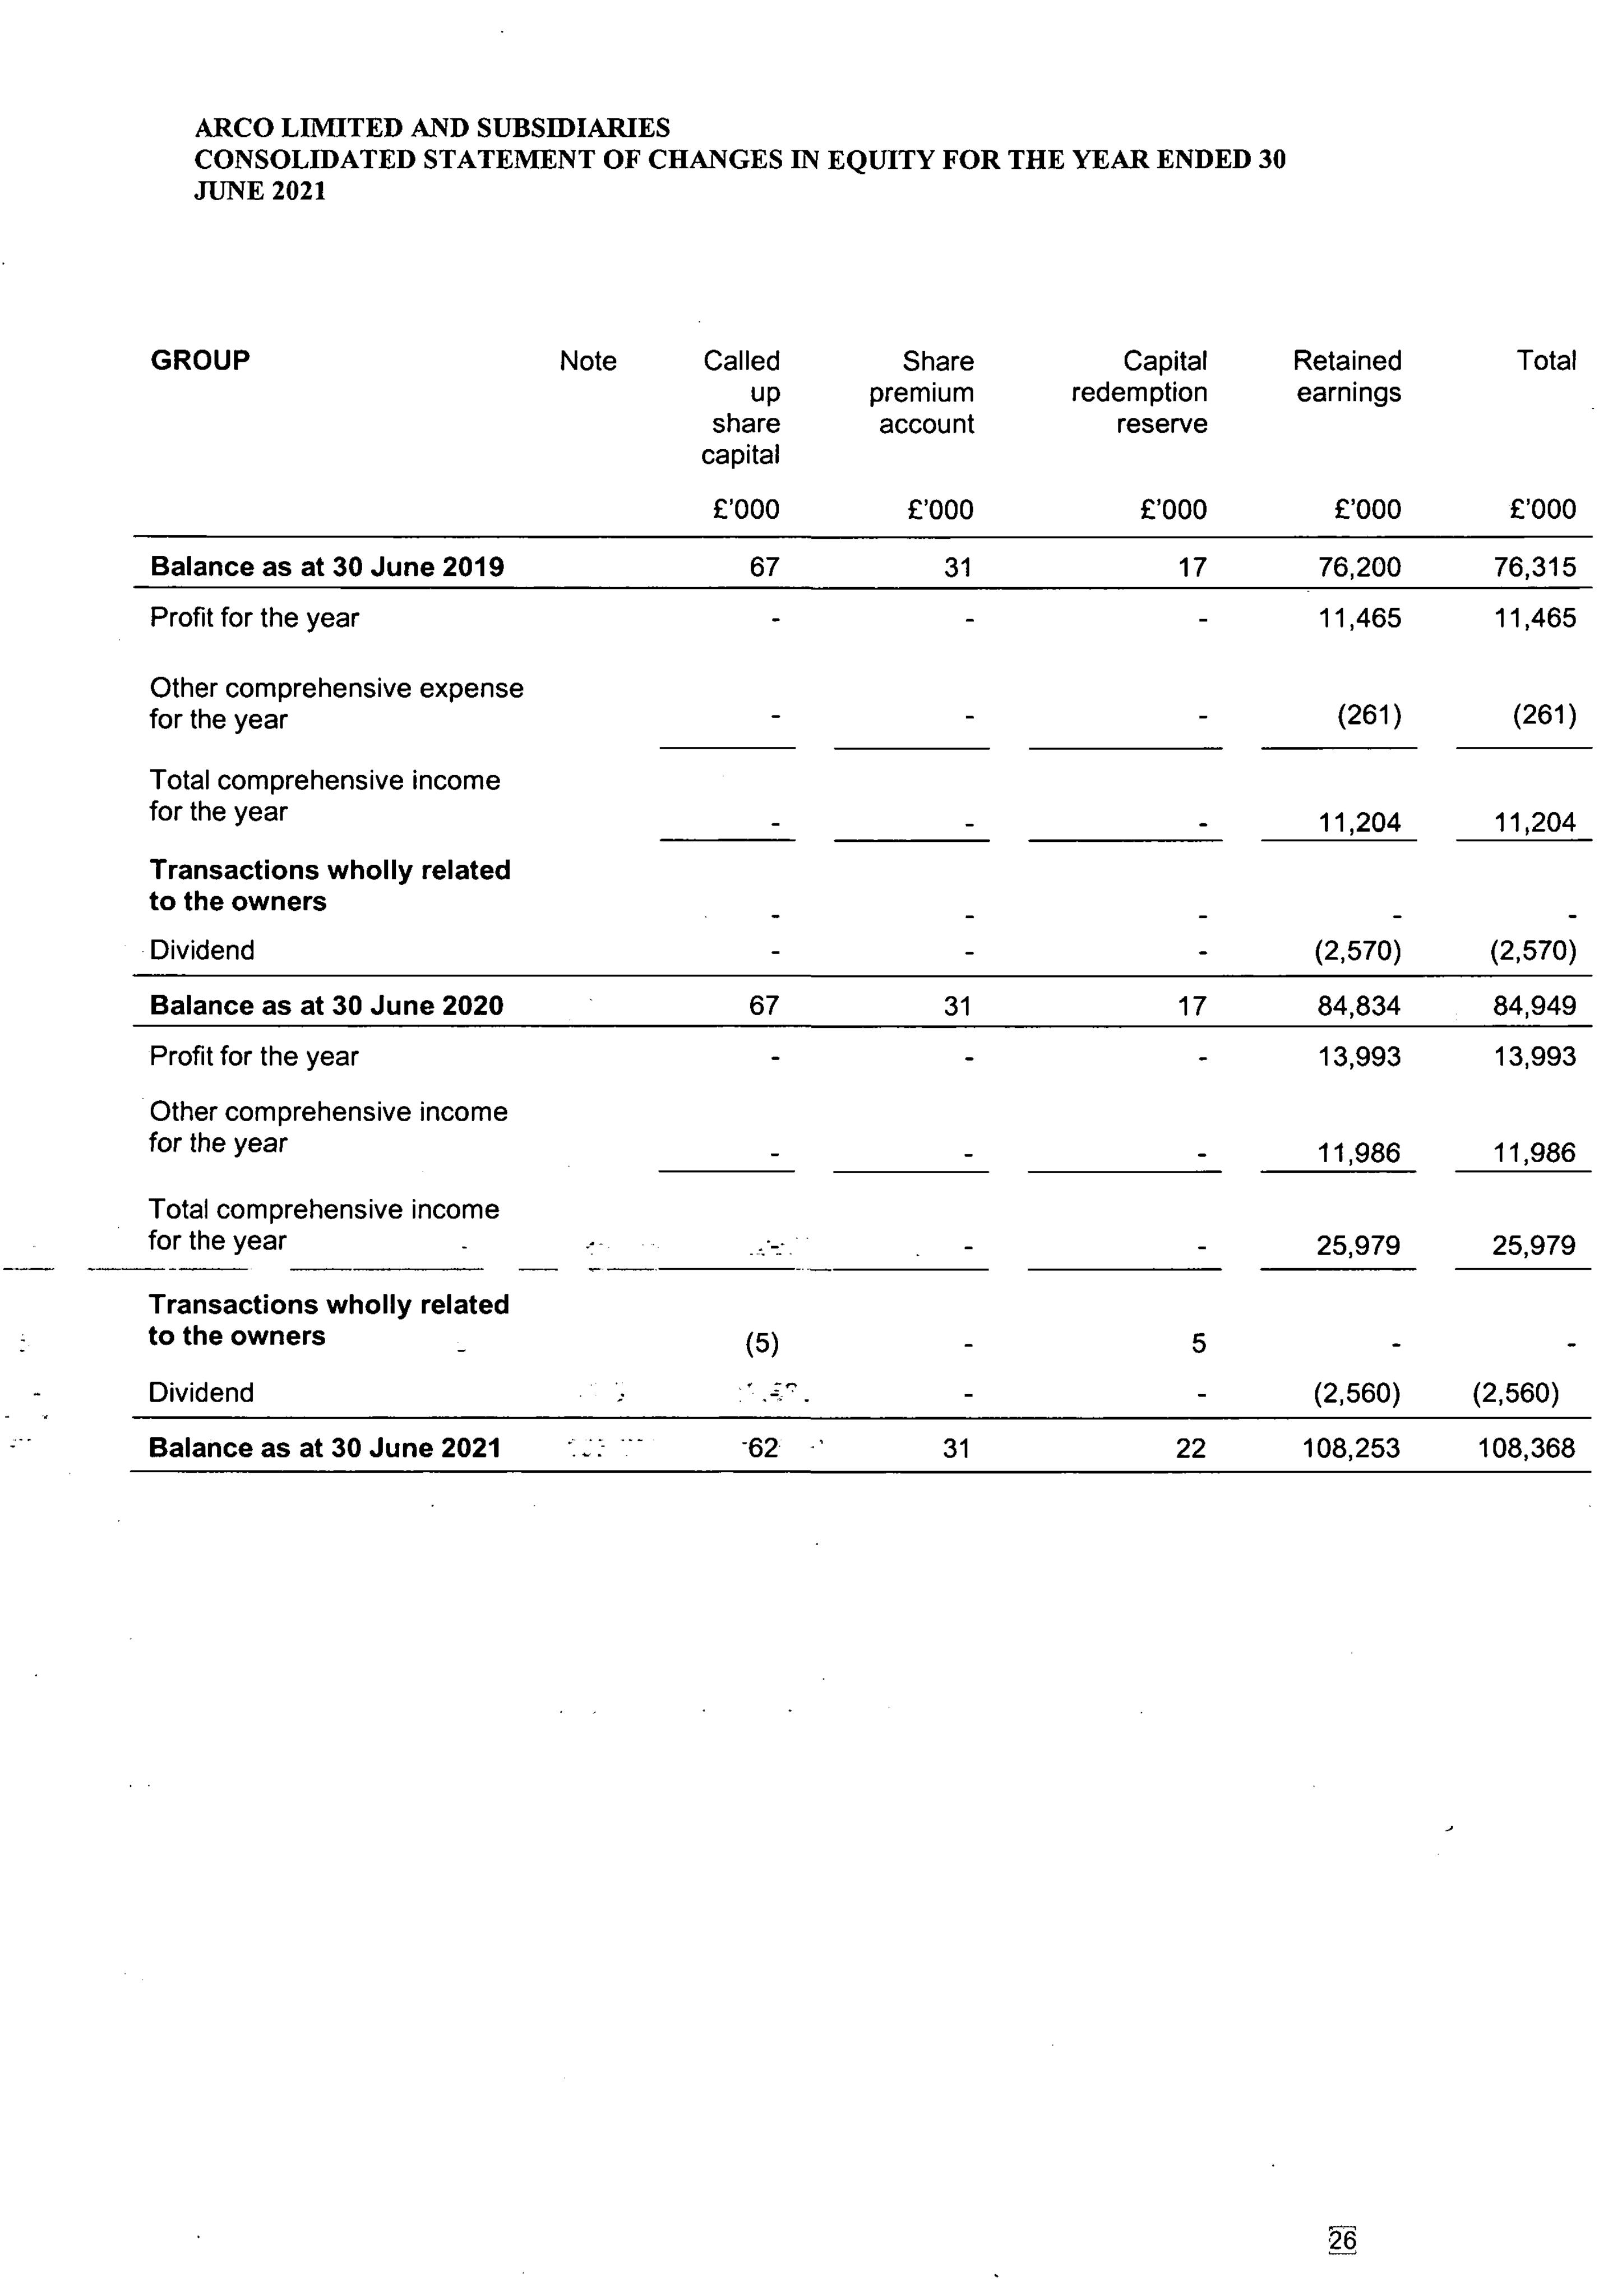 ARCO LIMITED AND SUBSIDIARIES
CONSOLIDATED STATEMENT OF CHANGES IN EQUITY FOR THE YEAR ENDED 30
JUNE 2021
GROUP Note Called Share Capital Retained Total
up premium redemption earnings
share account reserve
capital
£'000 £'000 £'000 £'000 £'000
Balance as at 30 June 2019 67 31 17 76,200 76,315
Profit for the year - - - 11,465 11,465
Other comprehensive expense
for the year - - - (261) (261)
Total comprehensive income
for the year - - - 11,204 11,204
Transactions wholly related
to the owners - - - - -
Dividend - - - (2,570) (2,570)
Balance as at 30 June 2020 67 31 17 84,834 84,949
Profit for the year - - - 13,993 13,993
Other comprehensive income
for the year - - - 11,986 11,986
Total comprehensive income
for the year - - - 25,979 25,979
Transactions wholly related
to the owners (5) - 5 - -
Dividend - - - (2,560) (2,560)
Balance as at 30 June 2021 62 31 22 108,253 108,368
26